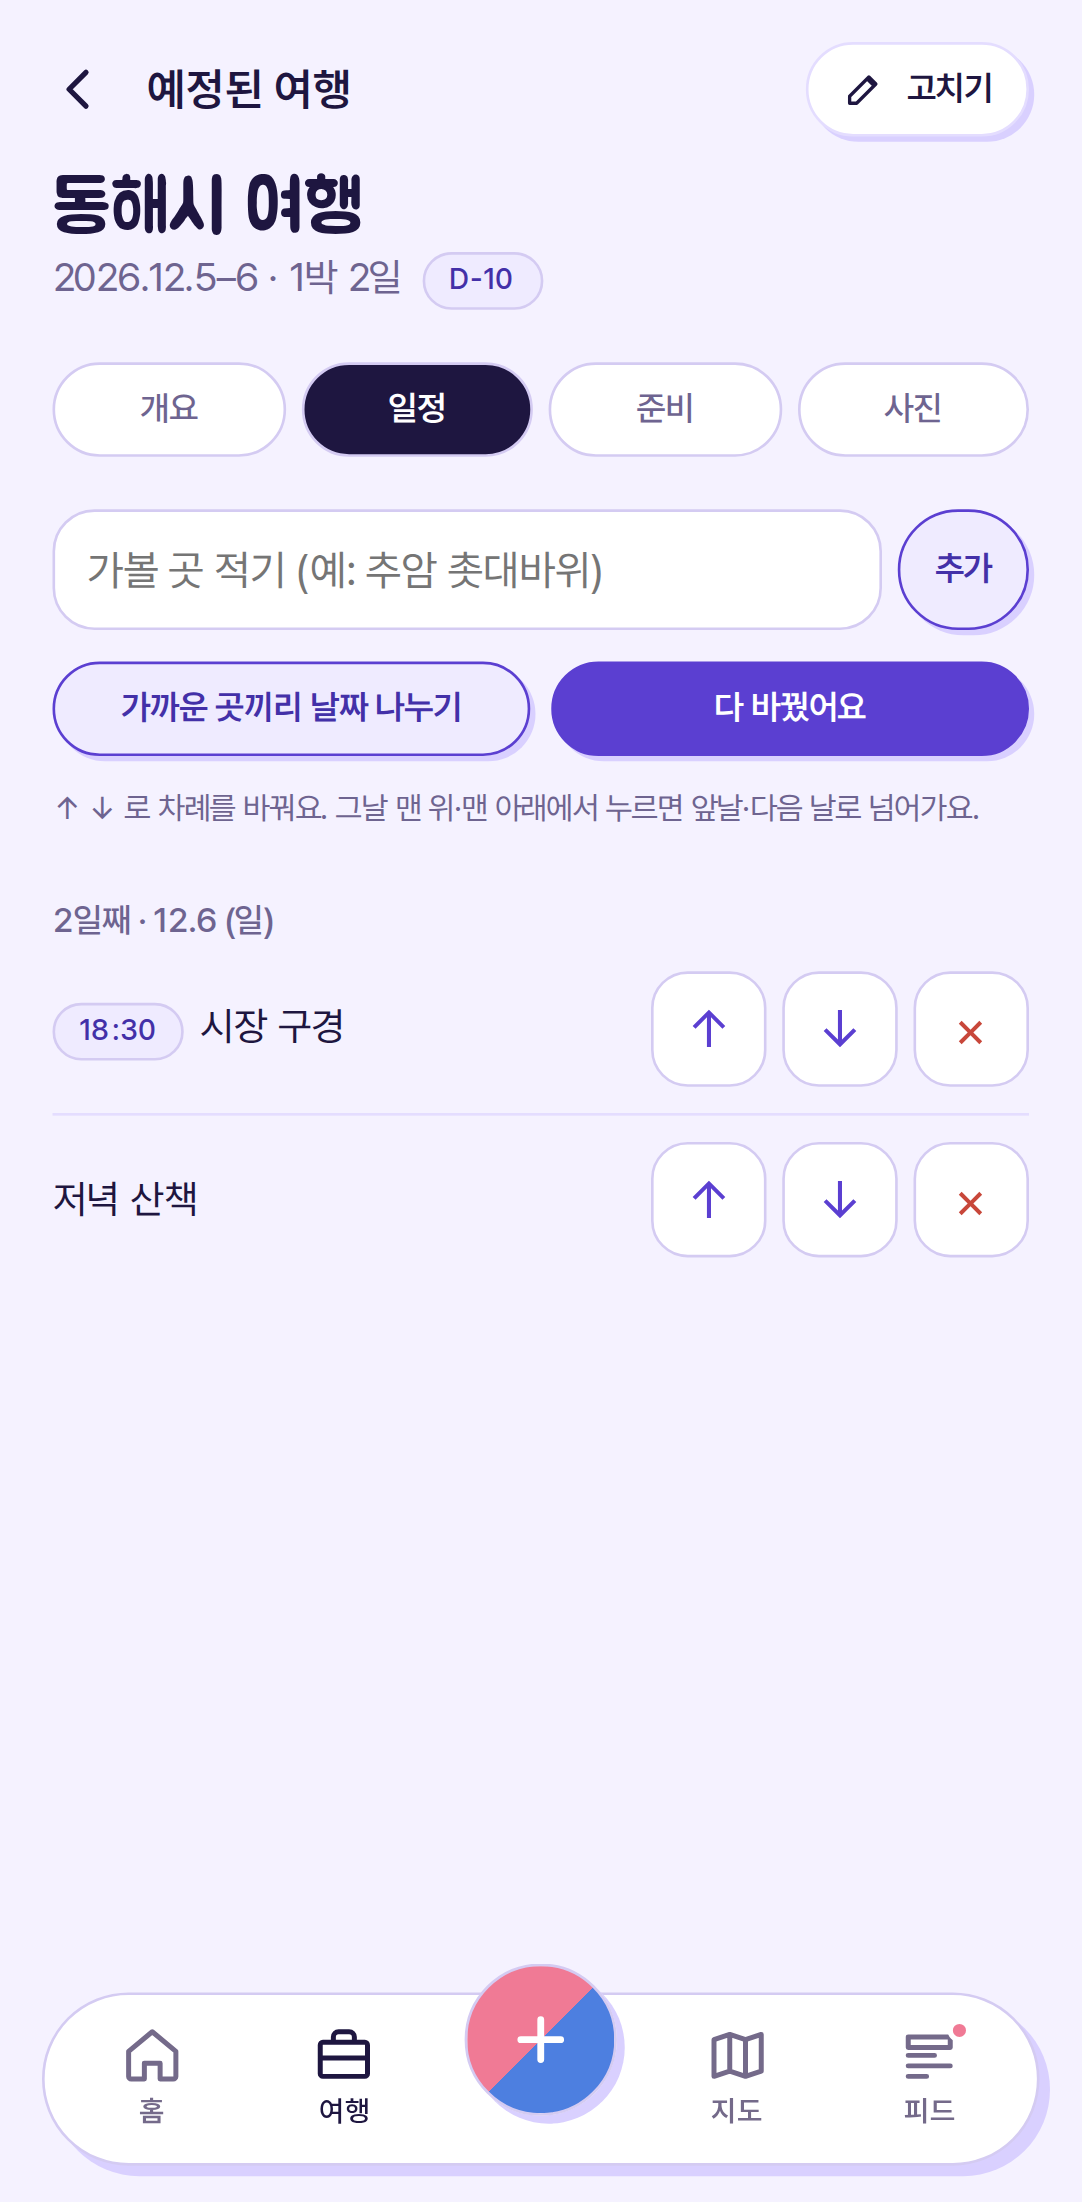 예정된 여행
고치기
동해시 여행
2026.12.5–6 · 1박 2일 D-10
개요 일정 준비 사진
가볼 곳 적기 (예: 추암 촛대바위) 추가
가까운 곳끼리 날짜 나누기 다 바꿨어요
↑ ↓ 로 차례를 바꿔요. 그날 맨 위·맨 아래에서 누르면 앞날·다음 날로 넘어가요.
2일째 · 12.6 (일)
18:30 시장 구경 ↑ ↓ ×
저녁 산책 ↑ ↓ ×
홈 여행 + 지도 피드